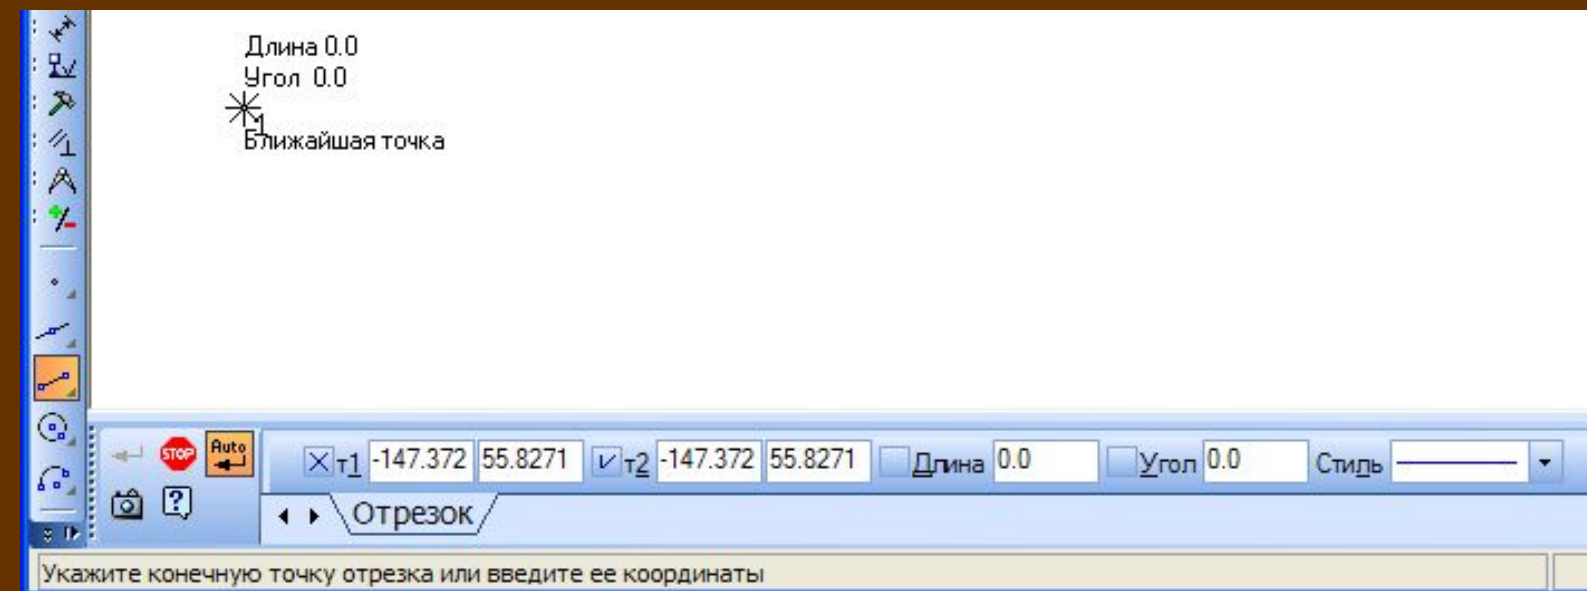 Длина 0.0
Угол 0.0
1
Ближайшая точка
STOP Auto т1 -147.372 55.8271 т2 -147.372 55.8271 Длина 0.0 Угол 0.0 Стиль
Отрезок
Укажите конечную точку отрезка или введите ее координаты